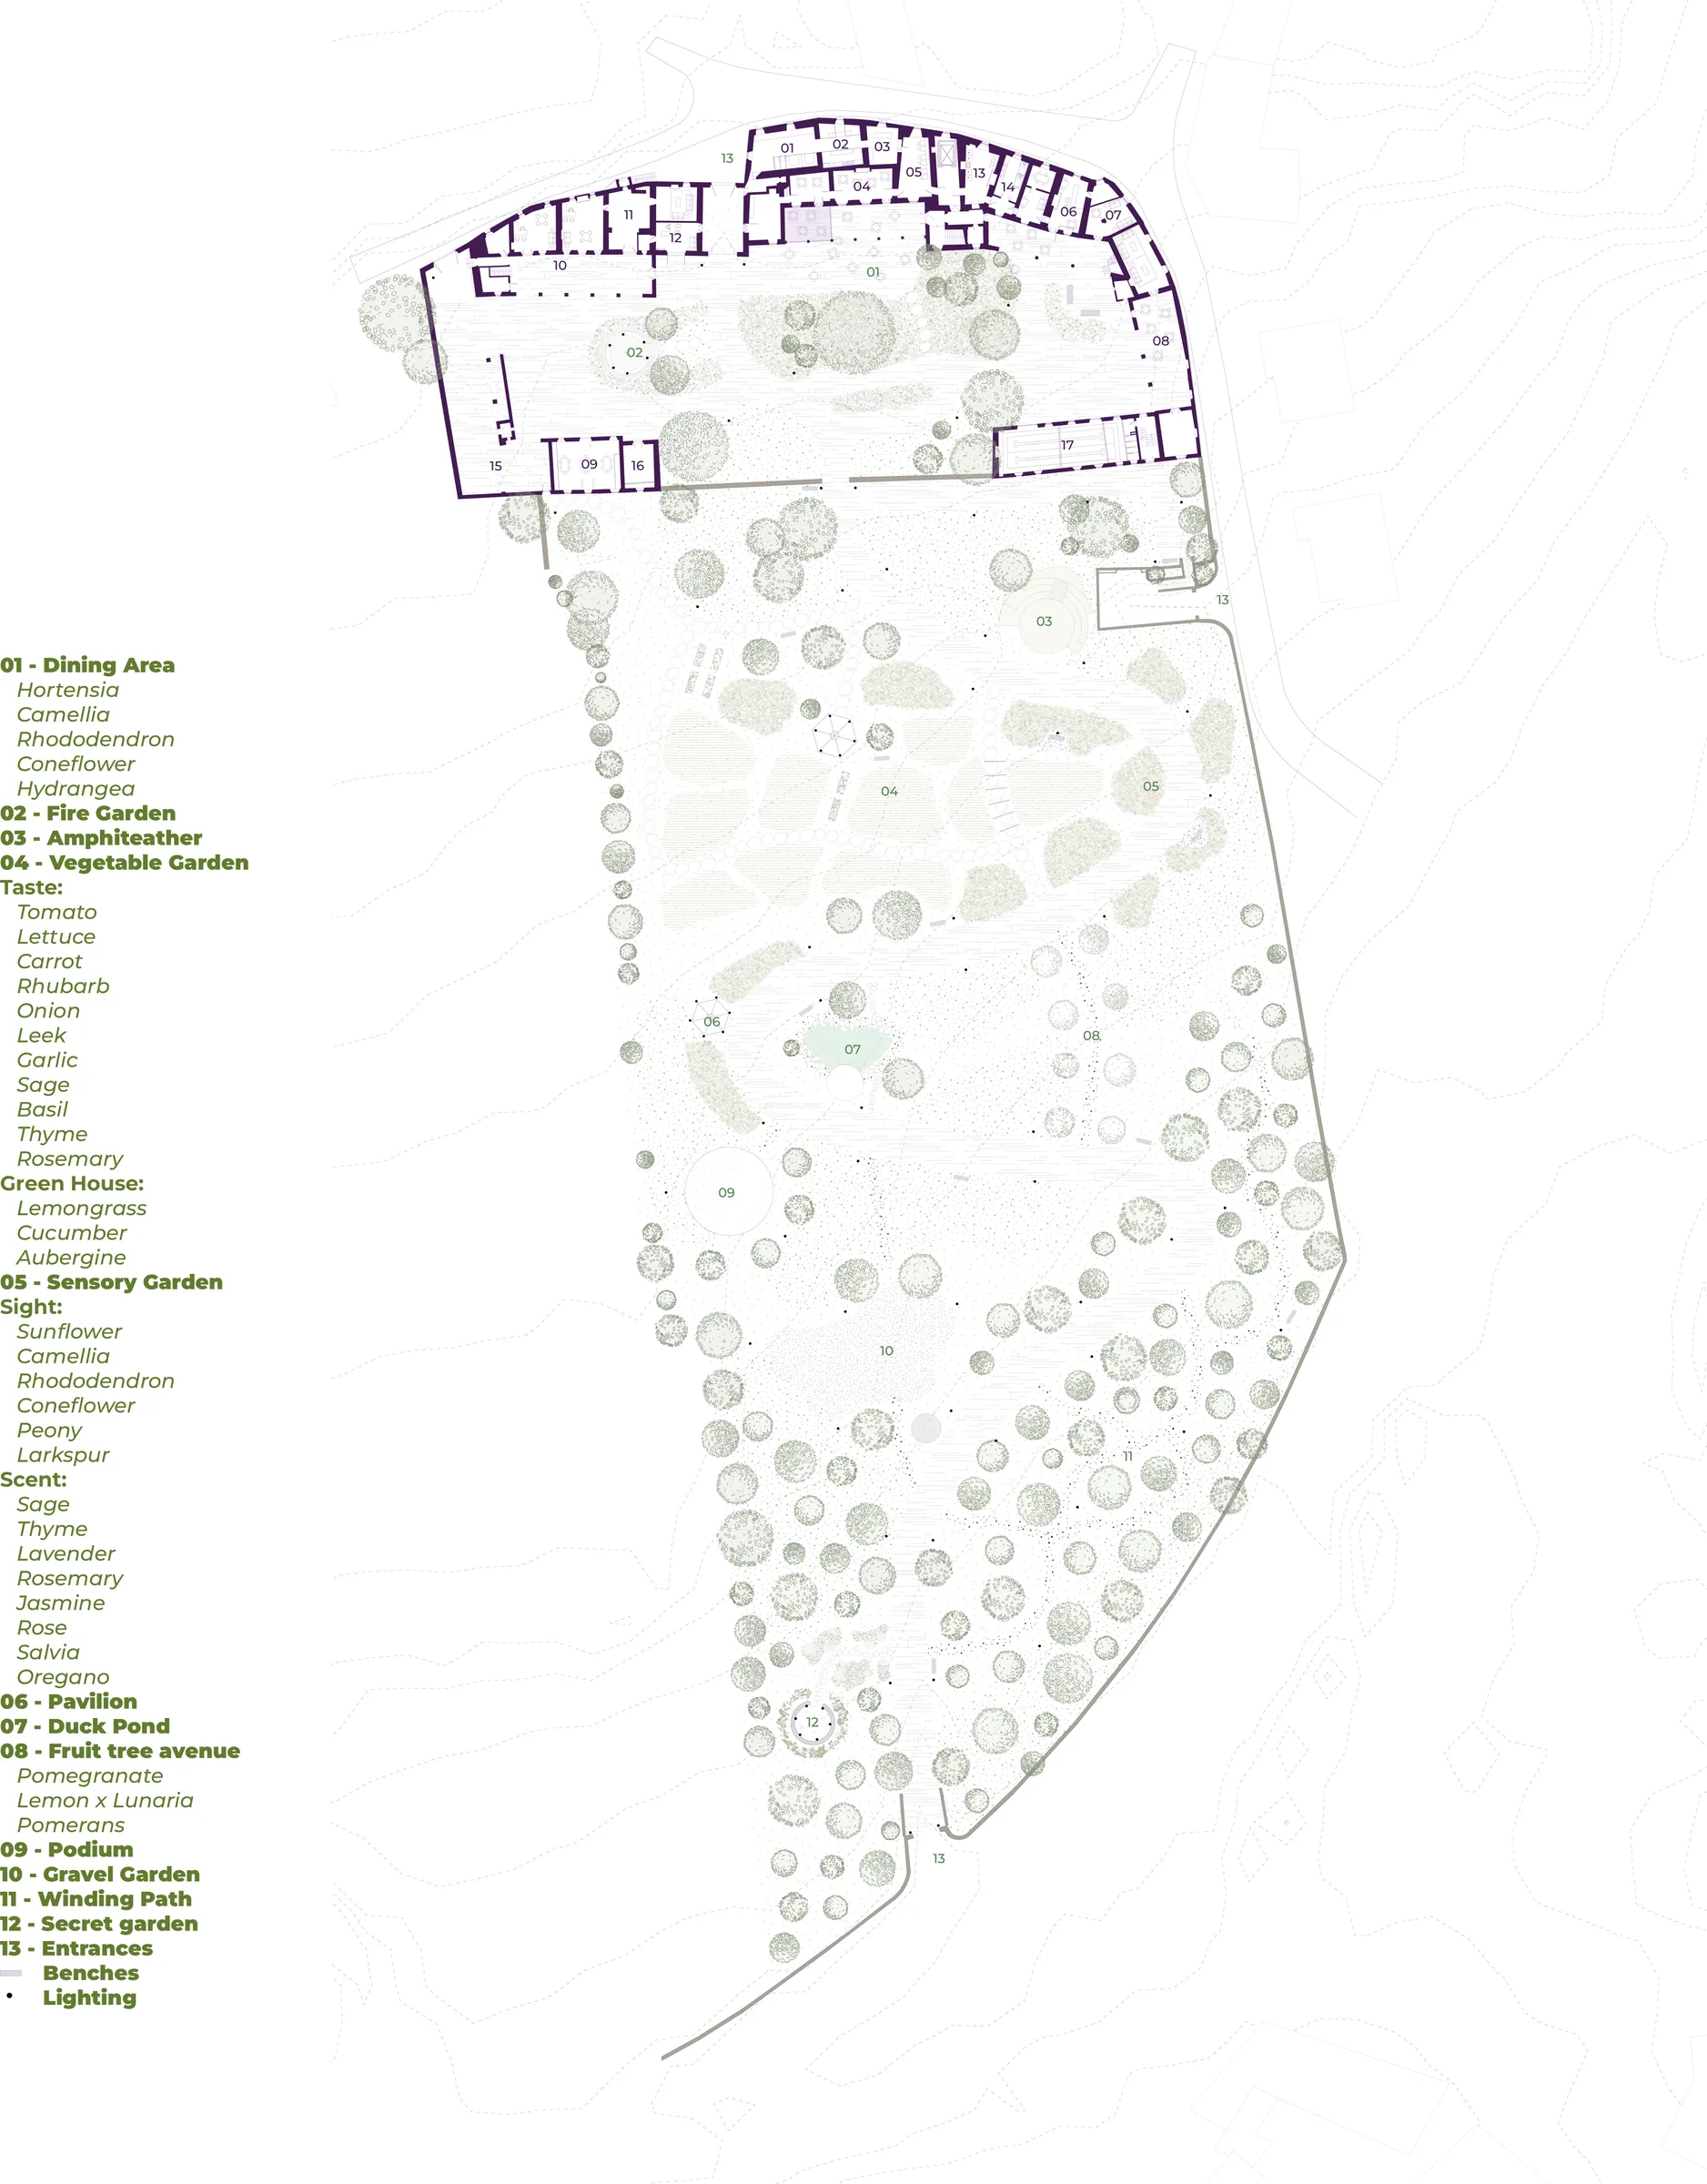 01 - Dining Area
Hortensia
Camellia
Rhododendron
Coneflower
Hydrangea
02 - Fire Garden
03 - Amphiteather
04 - Vegetable Garden
Taste:
Tomato
Lettuce
Carrot
Rhubarb
Onion
Leek
Garlic
Sage
Basil
Thyme
Rosemary
Green House:
Lemongrass
Cucumber
Aubergine
05 - Sensory Garden
Sight:
Sunflower
Camellia
Rhododendron
Coneflower
Peony
Larkspur
Scent:
Sage
Thyme
Lavender
Rosemary
Jasmine
Rose
Salvia
Oregano
06 - Pavilion
07 - Duck Pond
08 - Fruit tree avenue
Pomegranate
Lemon x Lunaria
Pomerans
09 - Podium
10 - Gravel Garden
11 - Winding Path
12 - Secret garden
13 - Entrances
Benches
Lighting
13
01
02
03
04
05
13
14
06
07
11
12
10
01
02
08
15
09
16
17
03
13
04
05
06
07
08
09
10
11
12
13